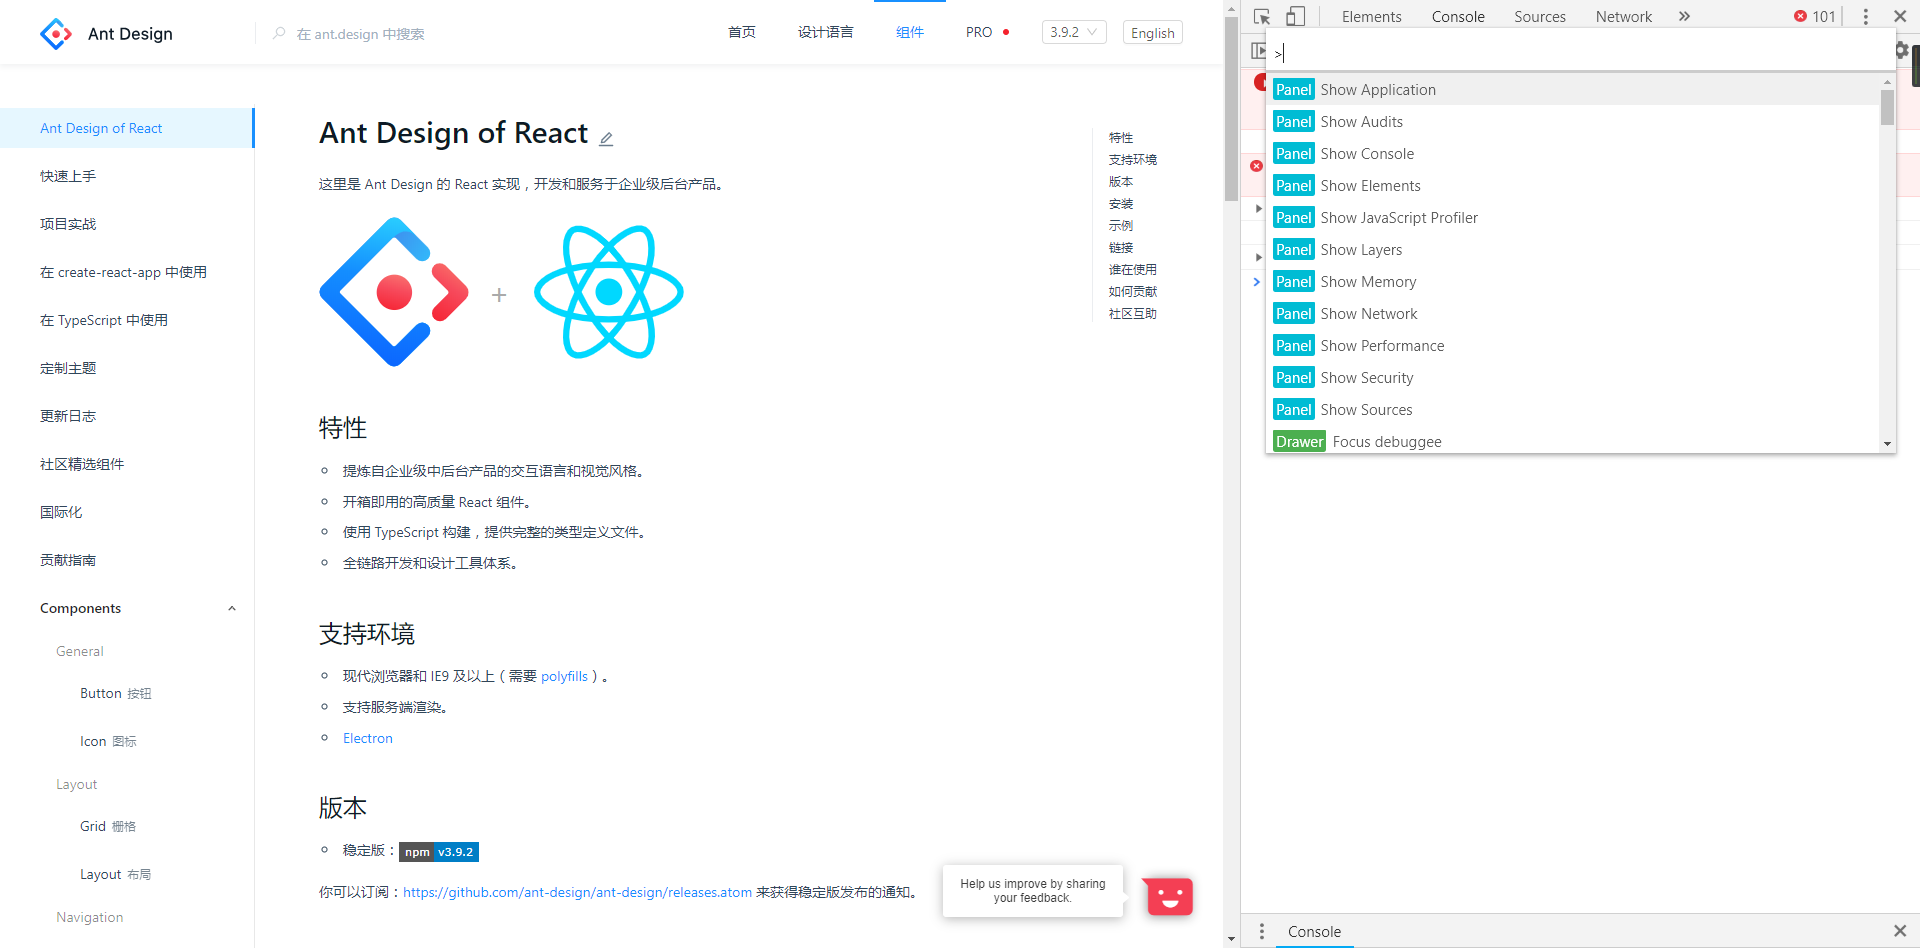 Ant Design
在 ant.design 中搜索
首页
设计语言
组件
PRO
3.9.2
English
Ant Design of React
快速上手
项目实战
在 create-react-app 中使用
在 TypeScript 中使用
定制主题
更新日志
社区精选组件
国际化
贡献指南
Components
General
Button 按钮
Icon 图标
Layout
Grid 栅格
Layout 布局
Navigation
Ant Design of React
这里是 Ant Design 的 React 实现，开发和服务于企业级后台产品。
+
特性
提炼自企业级中后台产品的交互语言和视觉风格。
开箱即用的高质量 React 组件。
使用 TypeScript 构建，提供完整的类型定义文件。
全链路开发和设计工具体系。
支持环境
现代浏览器和 IE9 及以上（需要 polyfills）。
支持服务端渲染。
Electron
版本
稳定版：npm v3.9.2
你可以订阅：https://github.com/ant-design/ant-design/releases.atom 来获得稳定版发布的通知。
特性
支持环境
版本
安装
示例
链接
谁在使用
如何贡献
社区互助
Help us improve by sharing
your feedback.
Elements
Console
Sources
Network
101
>
Panel Show Application
Panel Show Audits
Panel Show Console
Panel Show Elements
Panel Show JavaScript Profiler
Panel Show Layers
Panel Show Memory
Panel Show Network
Panel Show Performance
Panel Show Security
Panel Show Sources
Drawer Focus debuggee
Console